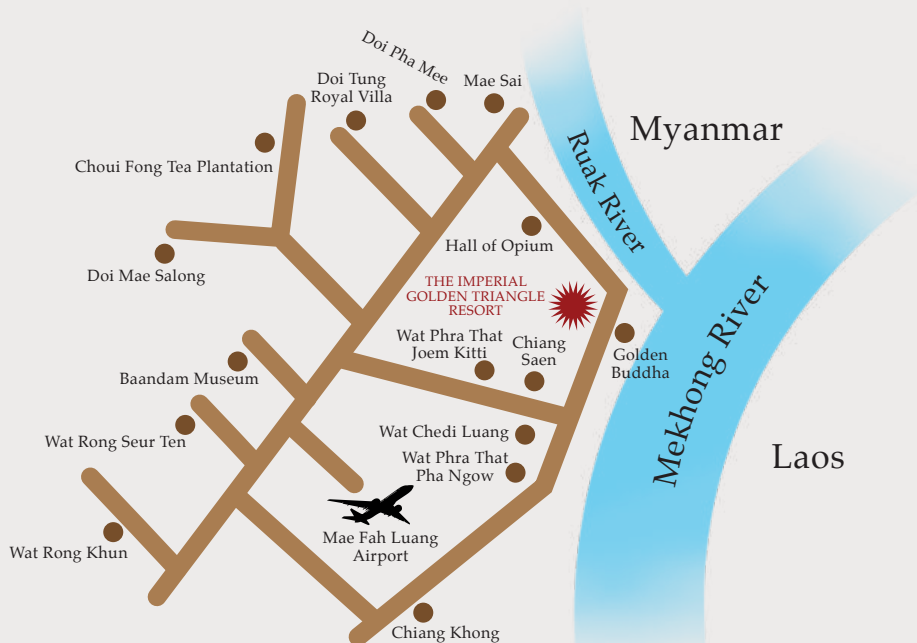 Doi Pha Mee
Mae Sai
Doi Tung
Royal Villa
Myanmar
Choui Fong Tea Plantation
Ruak River
Hall of Opium
Doi Mae Salong
THE IMPERIAL
GOLDEN TRIANGLE
RESORT
Wat Phra That
Joem Kitti
Chiang
Saen
Golden
Buddha
Mekhong River
Baandam Museum
Wat Rong Seur Ten
Wat Chedi Luang
Wat Phra That
Pha Ngow
Laos
Mae Fah Luang
Airport
Wat Rong Khun
Chiang Khong